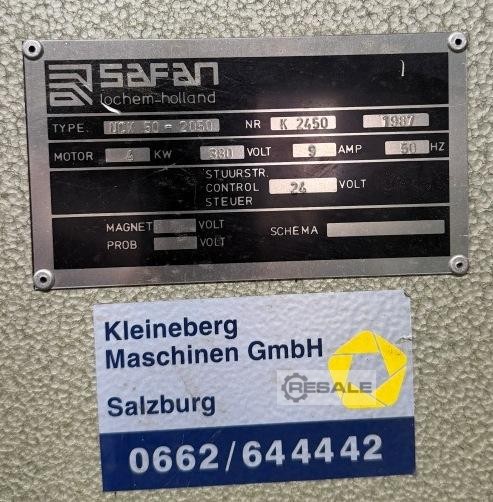 SAFAN
lochem-holland
TYPE. 50-2050 NR K 2450 1987
MOTOR 4 KW 380 VOLT 9 AMP 50 HZ
STUURSTR.
CONTROL 24 VOLT
STEUER
MAGNET VOLT
PROB VOLT
SCHEMA
Kleineberg
Maschinen GmbH
RESALE
Salzburg
0662/644442